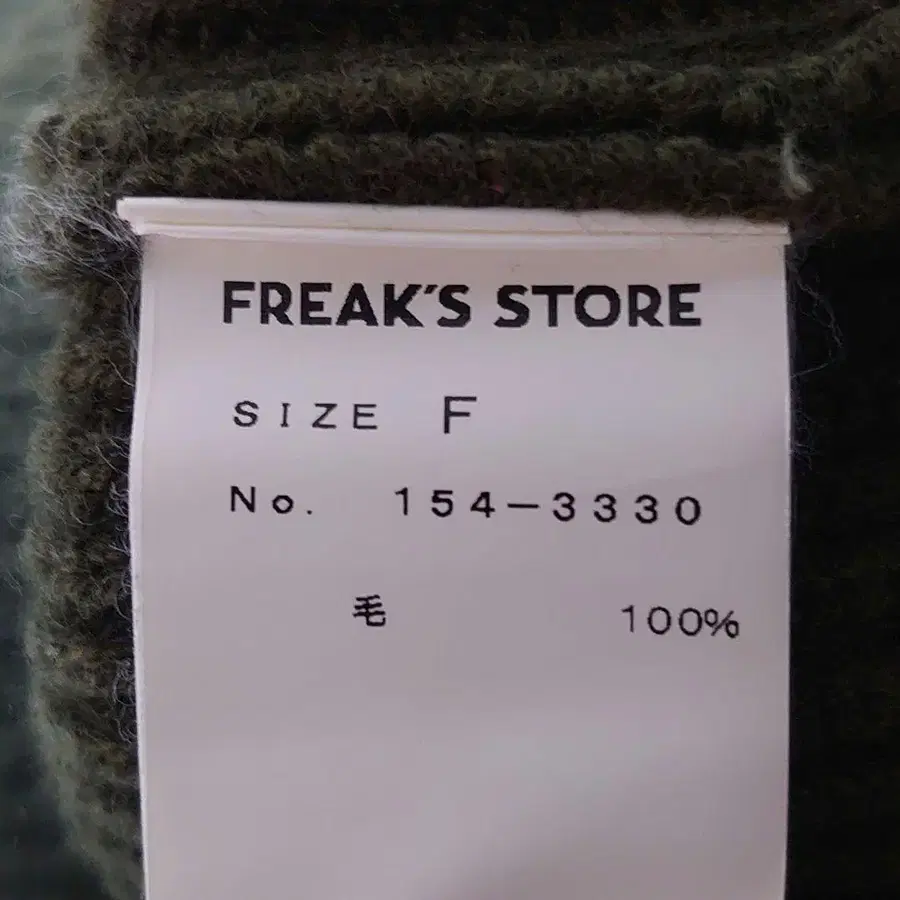 FREAK'S STORE
SIZE F
No. 154-3330
毛 100%